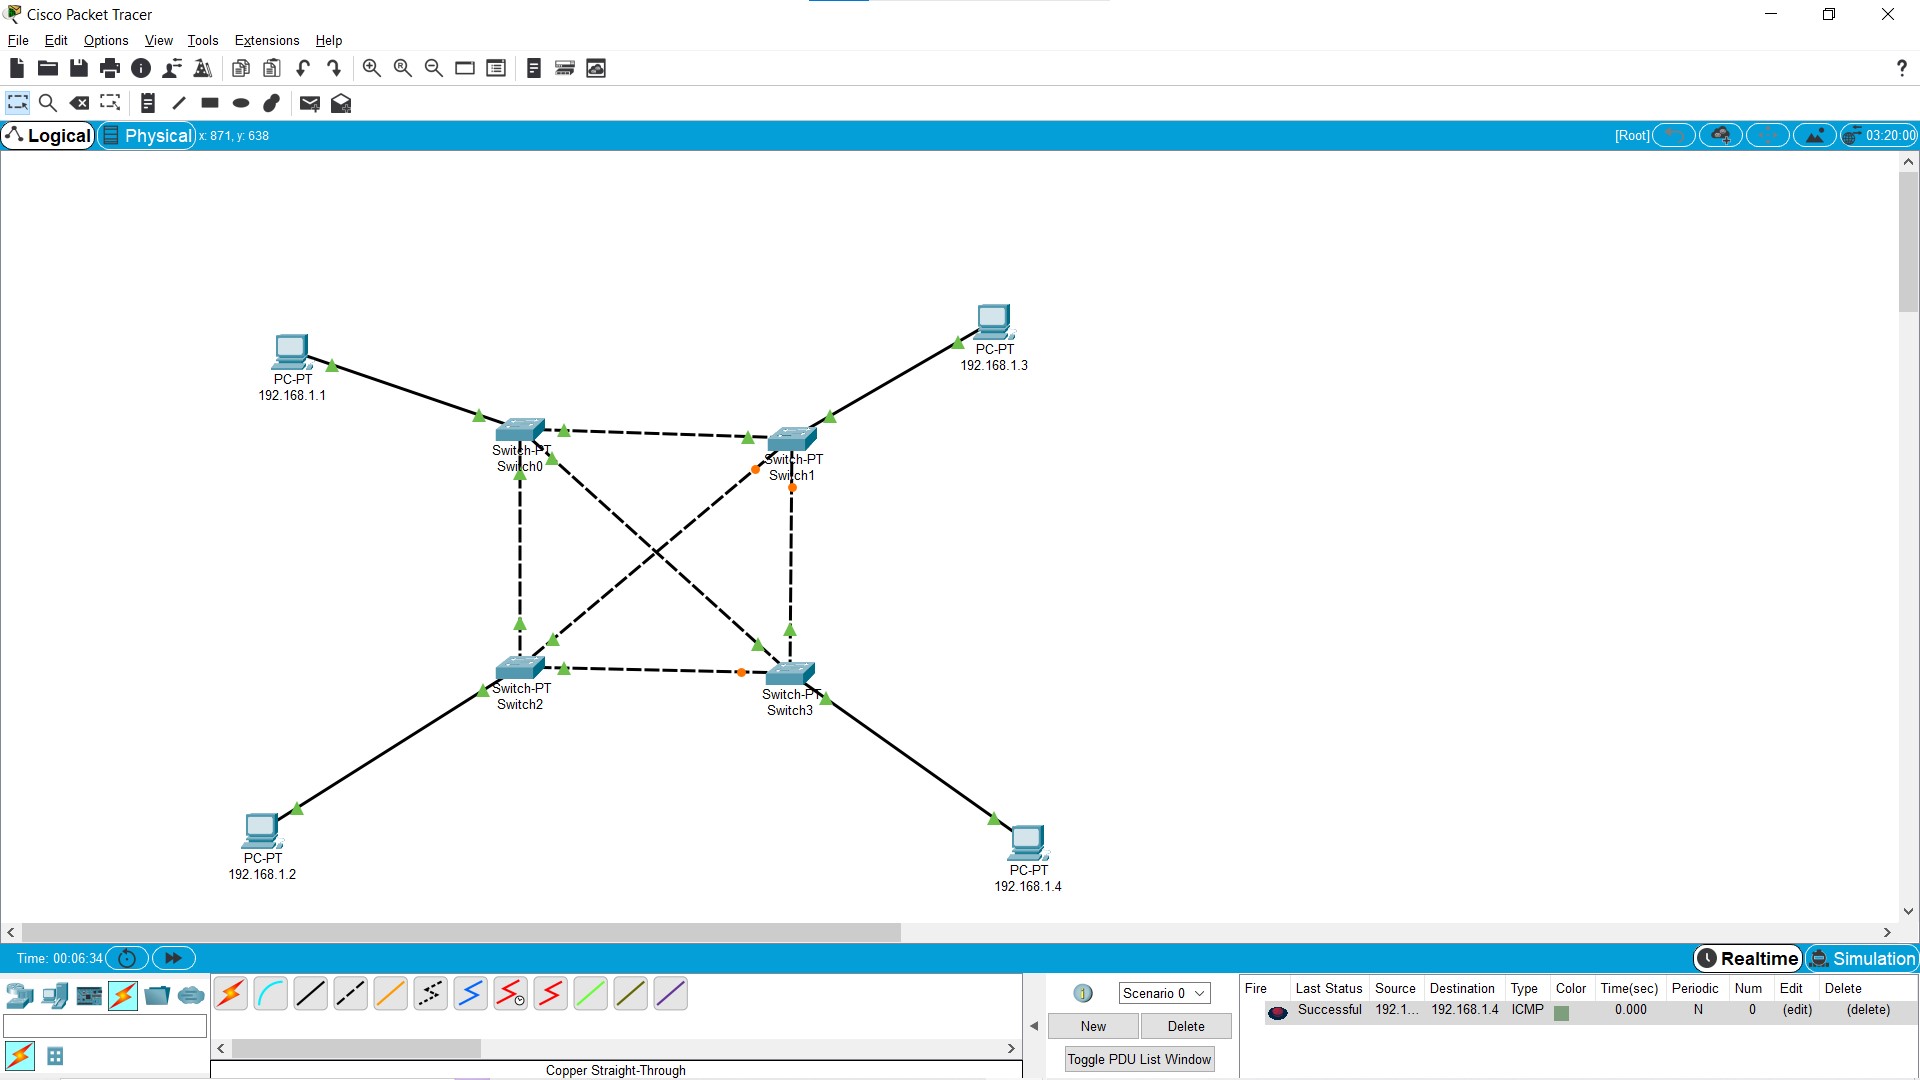 Cisco Packet Tracer
File Edit Options View Tools Extensions Help
Logical Physical x: 871, y: 638 [Root] 03:20:00
PC-PT
192.168.1.3
PC-PT
192.168.1.1
Switch-PT
Switch0
Switch-PT
Switch1
Switch-PT
Switch2
Switch-PT
Switch3
PC-PT
192.168.1.2
PC-PT
192.168.1.4
Time: 00:06:34 Realtime Simulation
Scenario 0
New Delete
Toggle PDU List Window
Fire Last Status Source Destination Type Color Time(sec) Periodic Num Edit Delete
Successful 192.1... 192.168.1.4 ICMP 0.000 N 0 (edit) (delete)
Copper Straight-Through